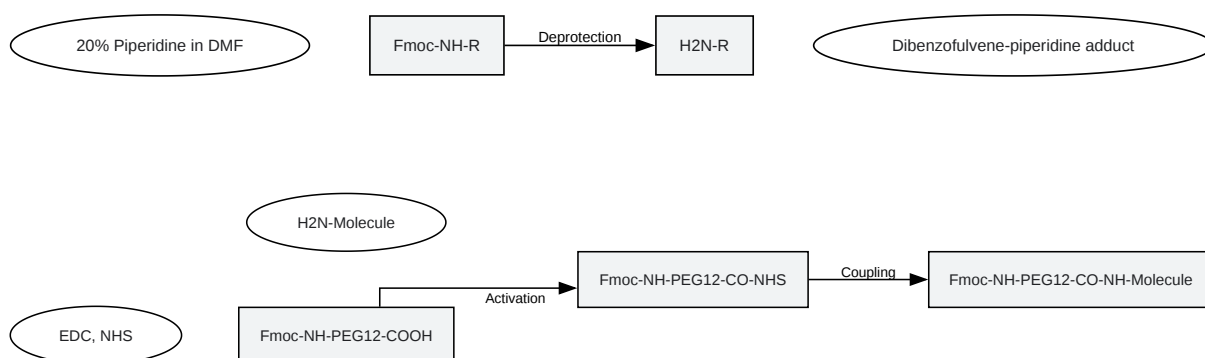 20% Piperidine in DMF
Fmoc-NH-R
Deprotection
H2N-R
Dibenzofulvene-piperidine adduct
H2N-Molecule
Fmoc-NH-PEG12-CO-NHS
Coupling
Fmoc-NH-PEG12-CO-NH-Molecule
Activation
EDC, NHS
Fmoc-NH-PEG12-COOH